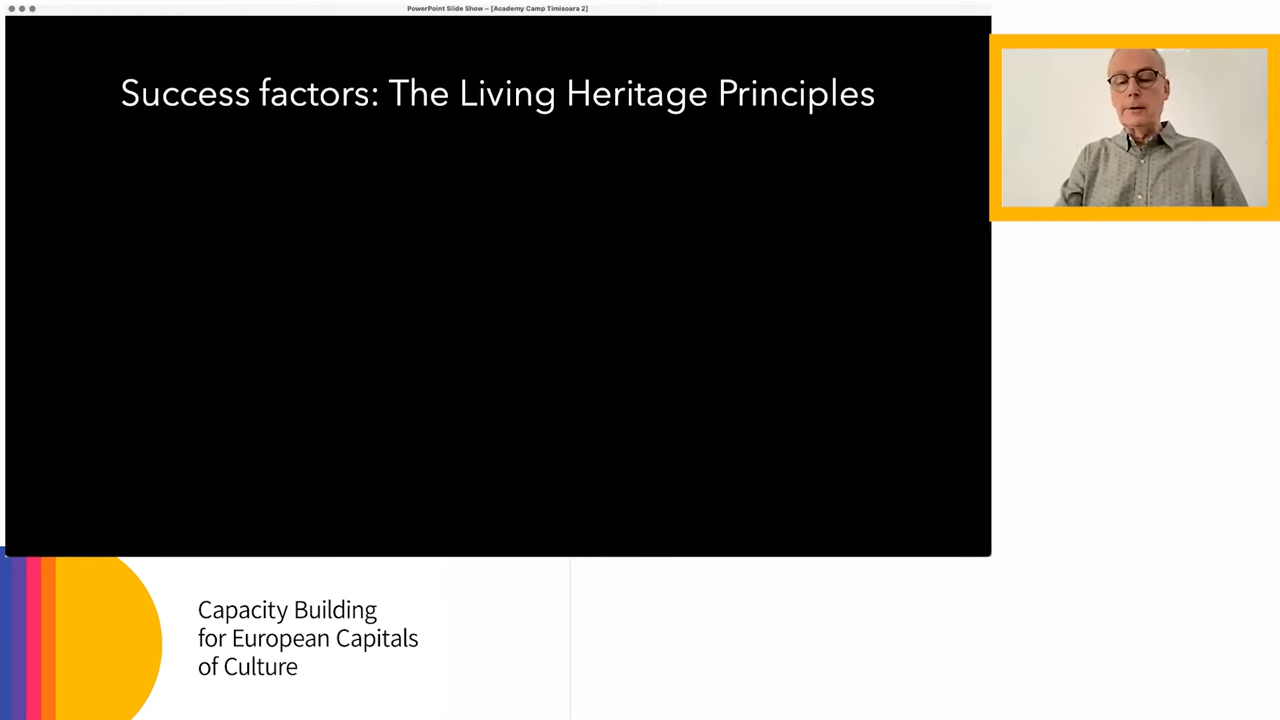 PowerPoint Slide Show – [Academy Camp Timisoara 2]
Success factors: The Living Heritage Principles
Capacity Building
for European Capitals
of Culture